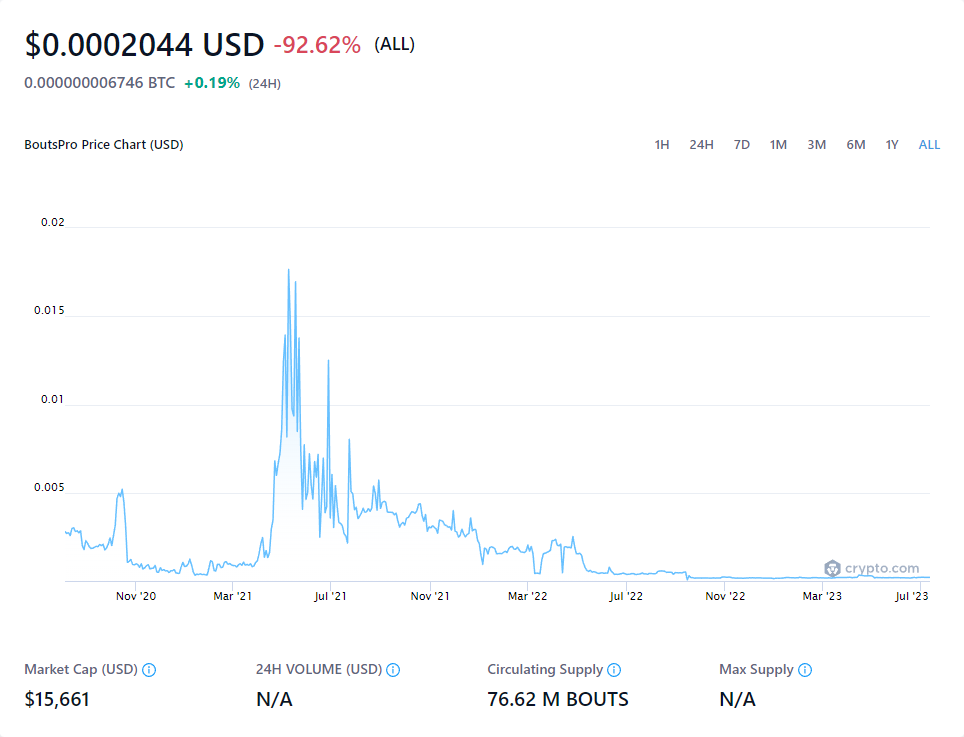 $0.0002044 USD -92.62% (ALL)
0.000000006746 BTC +0.19% (24H)
BoutsPro Price Chart (USD) 1H 24H 7D 1M 3M 6M 1Y ALL
0.02
0.015
0.01
0.005
crypto.com
Nov '20 Mar '21 Jul '21 Nov '21 Mar '22 Jul '22 Nov '22 Mar '23 Jul '23
Market Cap (USD) 24H VOLUME (USD) Circulating Supply Max Supply
$15,661 N/A 76.62 M BOUTS N/A